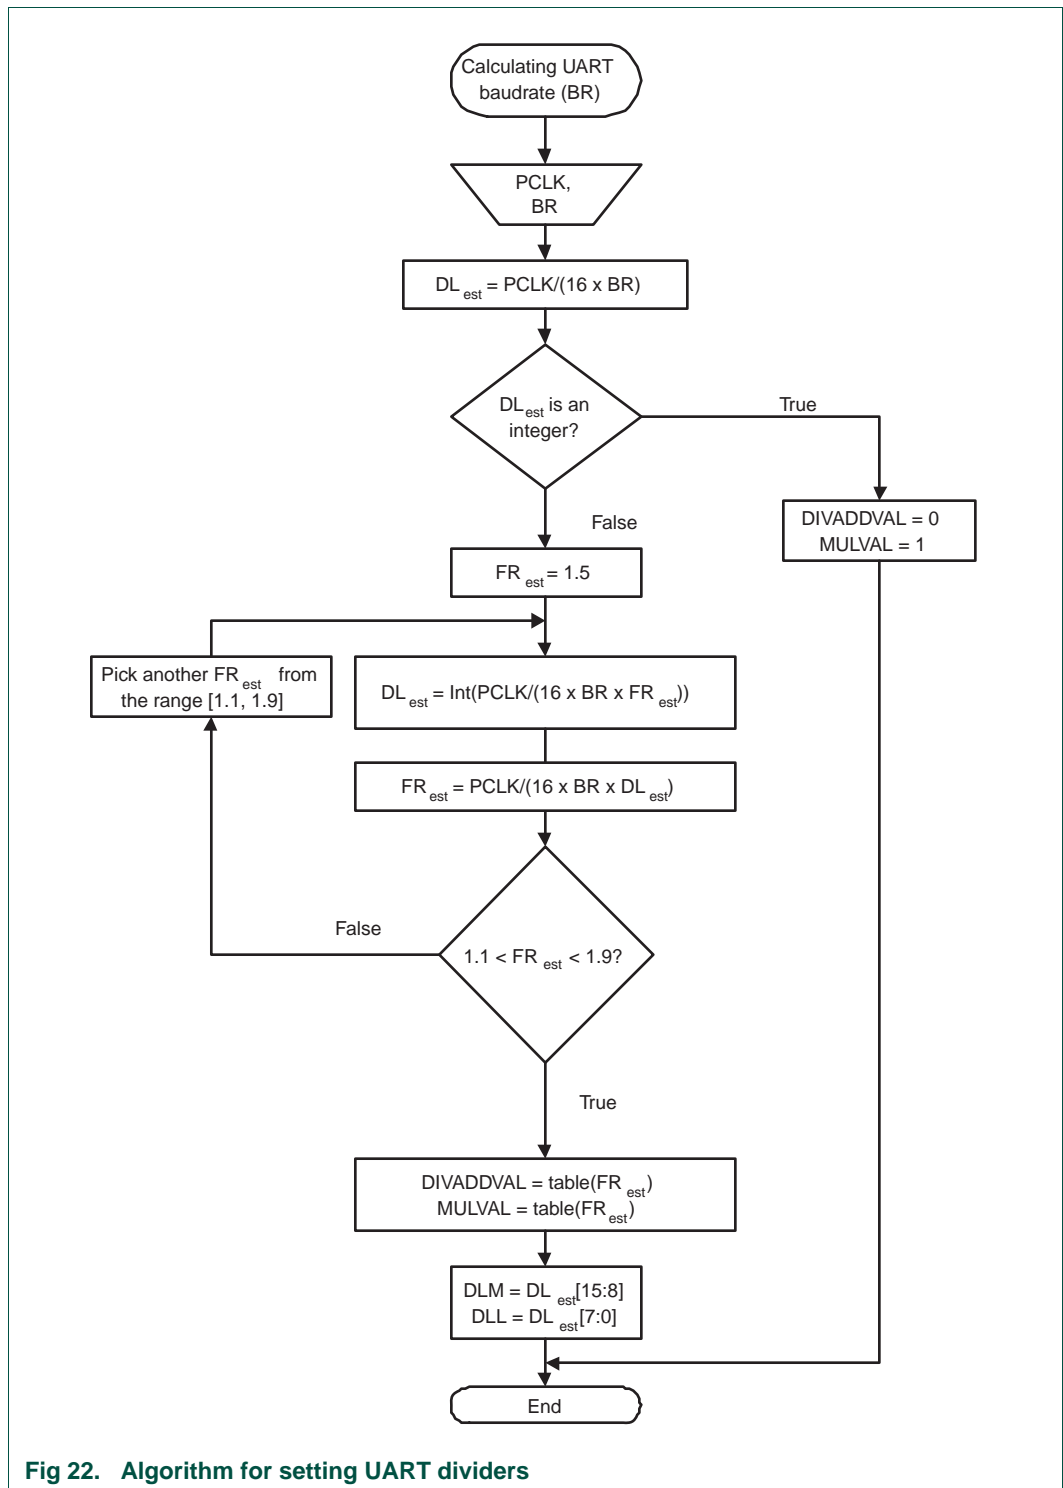 Calculating UART
baudrate (BR)
PCLK,
BR
DL est = PCLK/(16 x BR)
DL est is an
integer?
True
False
DIVADDVAL = 0
MULVAL = 1
FR est = 1.5
Pick another FR est from
the range [1.1, 1.9]
DL est = Int(PCLK/(16 x BR x FR est))
FR est = PCLK/(16 x BR x DL est)
False
1.1 < FR est < 1.9?
True
DIVADDVAL = table(FR est)
MULVAL = table(FR est)
DLM = DL est[15:8]
DLL = DL est[7:0]
End
Fig 22. Algorithm for setting UART dividers